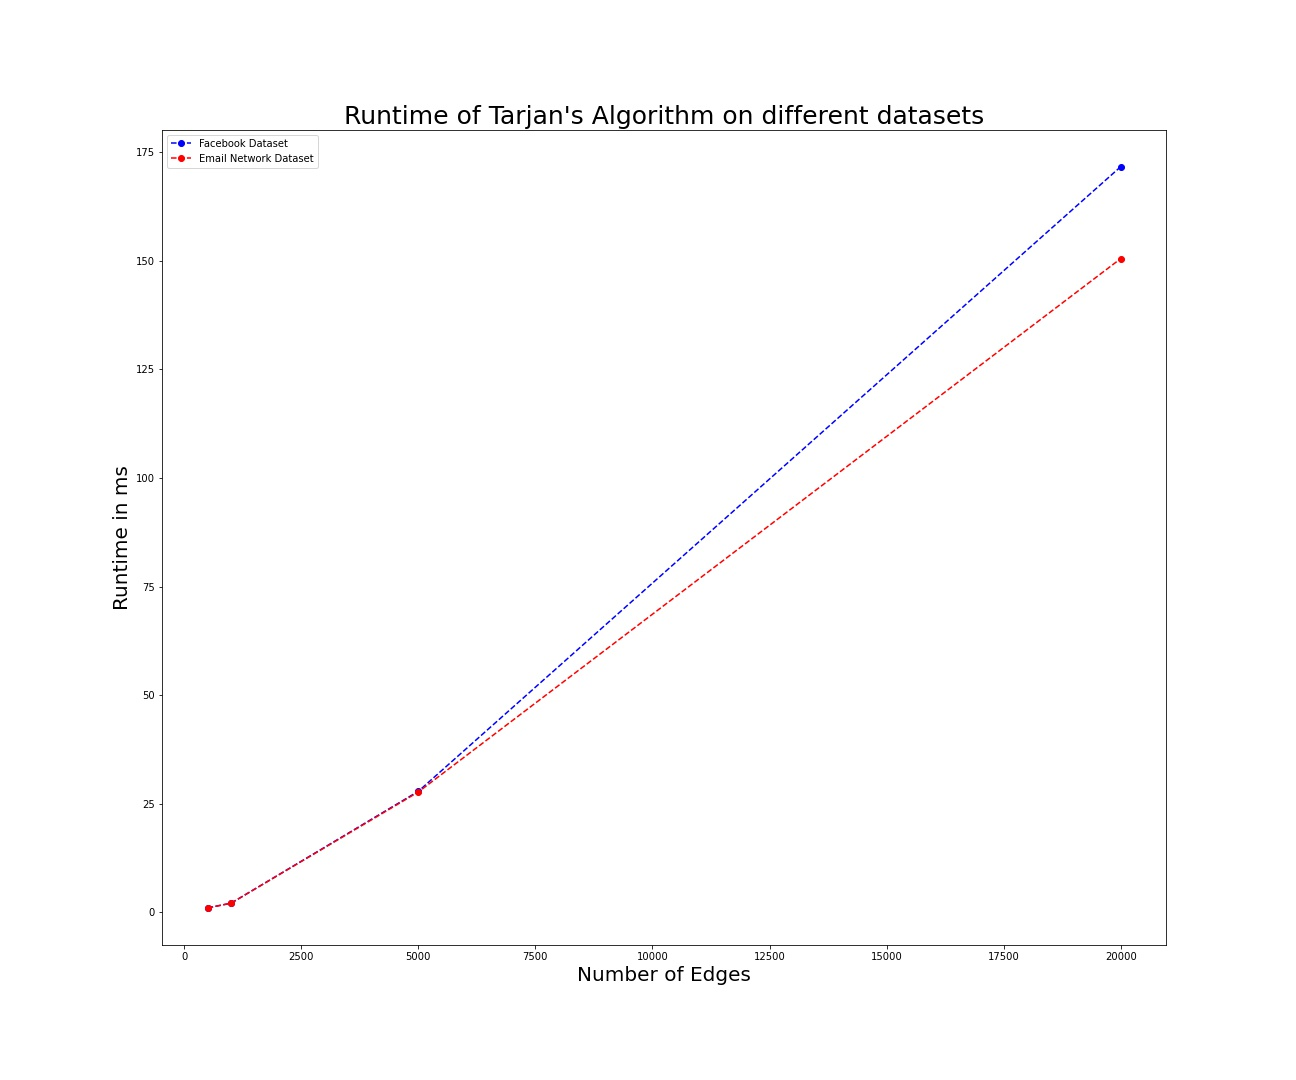 Runtime of Tarjan's Algorithm on different datasets
Facebook Dataset
Email Network Dataset
175
150
125
100
75
50
25
0
Runtime in ms
0 2500 5000 7500 10000 12500 15000 17500 20000
Number of Edges